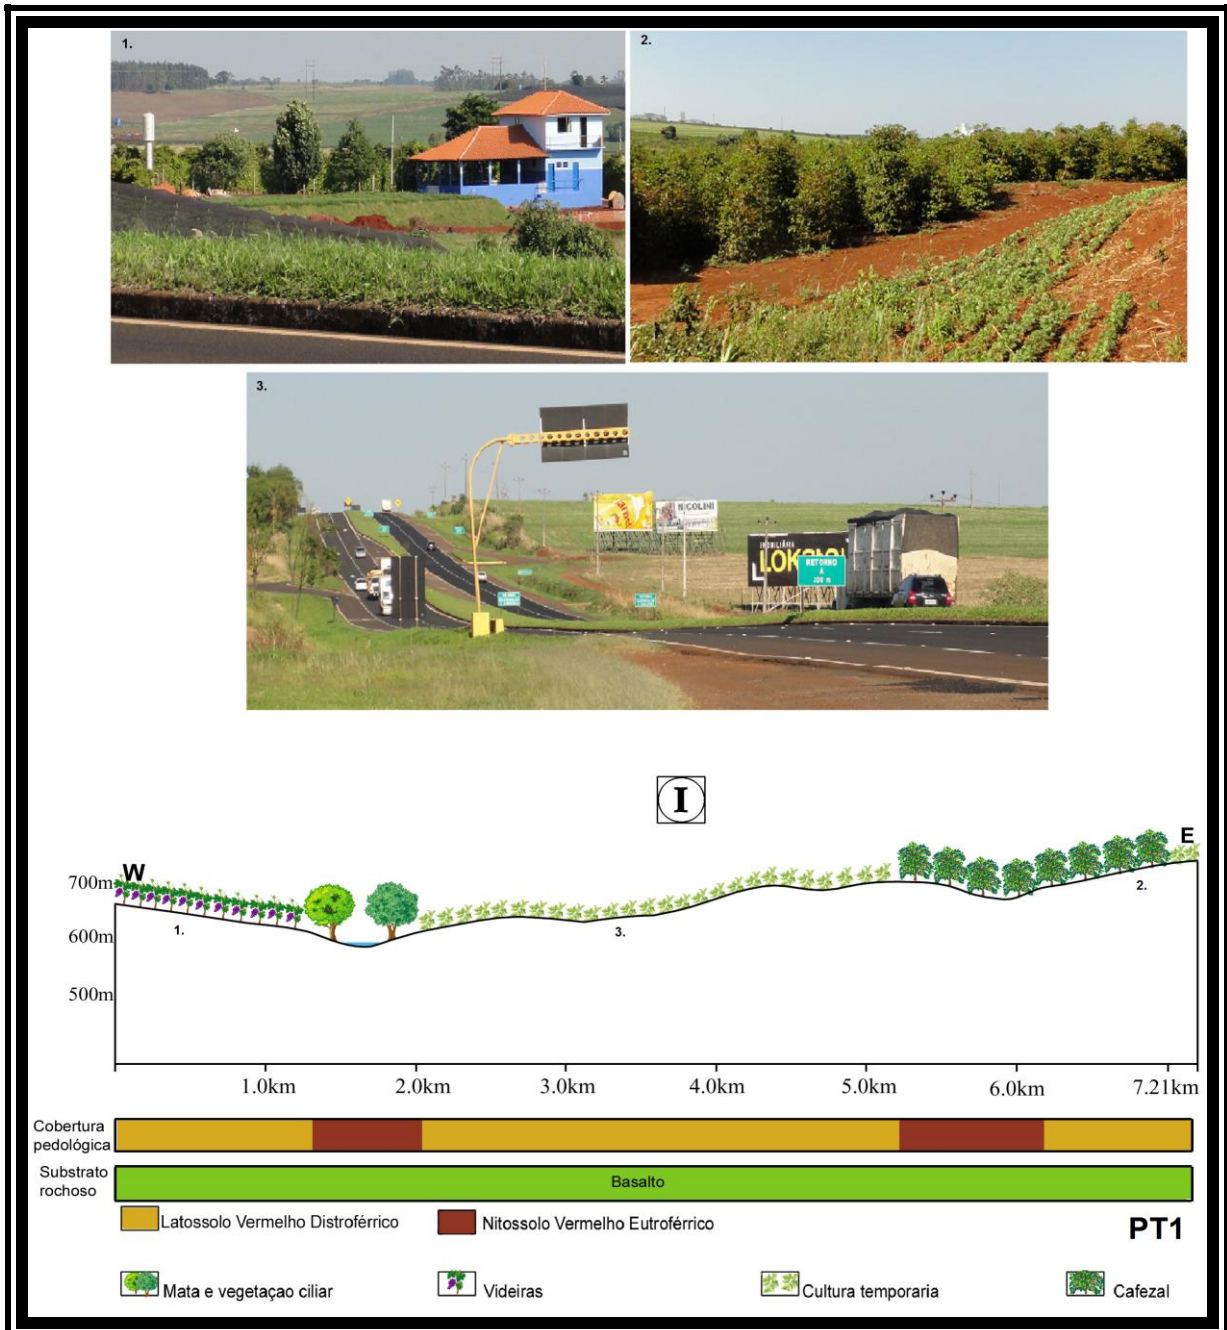 1.
2.
3.
NICOLINI
IMOBILIÁRIA
RETORNO
A
I
W
E
700m
600m
500m
1.
3.
2.
1.0km
2.0km
3.0km
4.0km
5.0km
6.0km
7.21km
Cobertura
pedológica
Substrato
rochoso
Basalto
Latossolo Vermelho Distroférrico
Nitossolo Vermelho Eutroférrico
PT1
Mata e vegetaçao ciliar
Videiras
Cultura temporaria
Cafezal